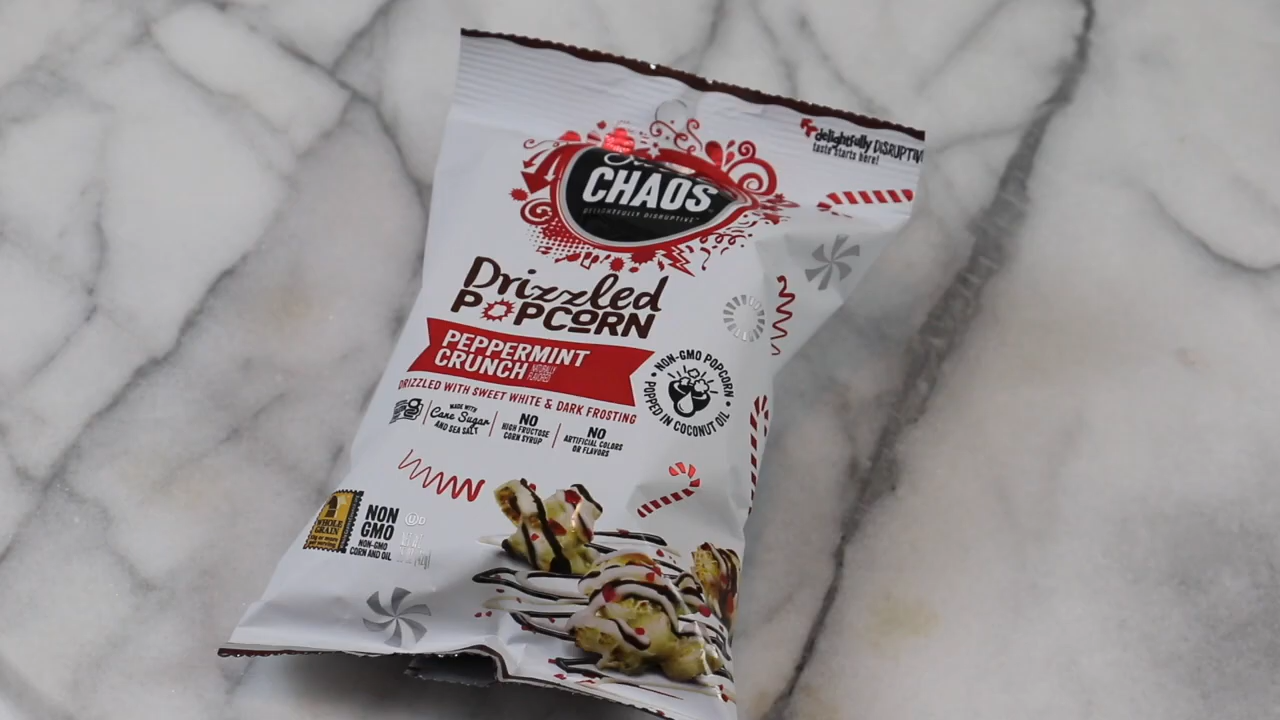 delightfully DISRUPTIV
taste starts here!
CHAOS
DELIGHTFULLY DISRUPTIVE™
Drizzled
POPCORN
PEPPERMINT
CRUNCH NATURALLY FLAVORED
DRIZZLED WITH SWEET WHITE & DARK FROSTING
NON-GMO POPCORN • POPPED IN COCONUT OIL •
MADE WITH
Cane Sugar
AND SEA SALT
NO
HIGH FRUCTOSE
CORN SYRUP
NO
ARTIFICIAL COLORS
OR FLAVORS
WHOLE
GRAIN
NON
GMO
NON-GMO
CORN AND OIL